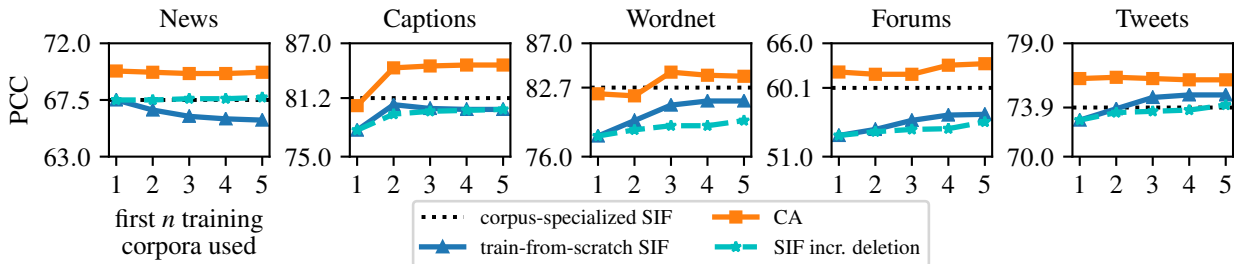 News Captions Wordnet Forums Tweets
PCC
72.0 67.5 63.0
87.0 81.2 75.0
87.0 82.7 76.0
66.0 60.1 51.0
79.0 73.9 70.0
1 2 3 4 5 1 2 3 4 5 1 2 3 4 5 1 2 3 4 5 1 2 3 4 5
first n training
corpora used
corpus-specialized SIF
train-from-scratch SIF
CA
SIF incr. deletion